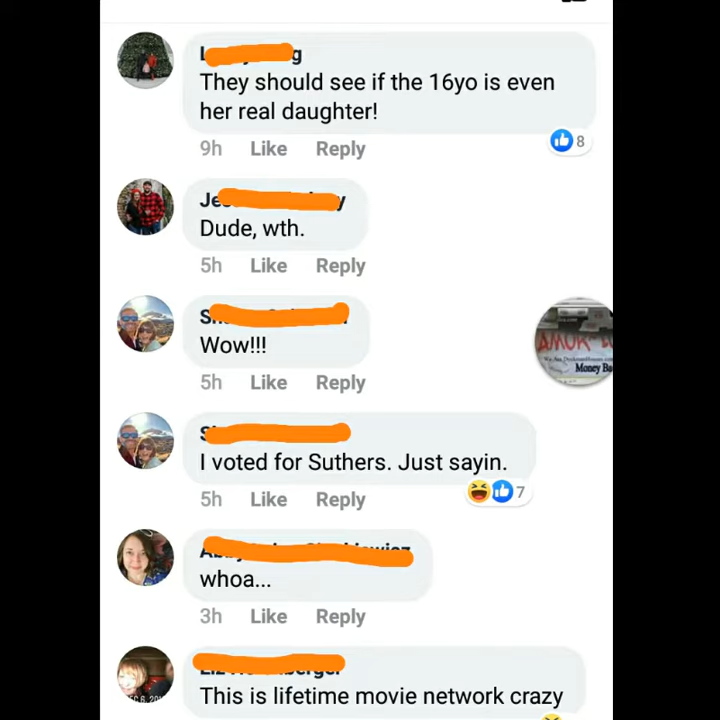 They should see if the 16yo is even
her real daughter!
9h Like Reply
8
Dude, wth.
5h Like Reply
Wow!!!
5h Like Reply
Money
I voted for Suthers. Just sayin.
7
5h Like Reply
whoa...
3h Like Reply
This is lifetime movie network crazy